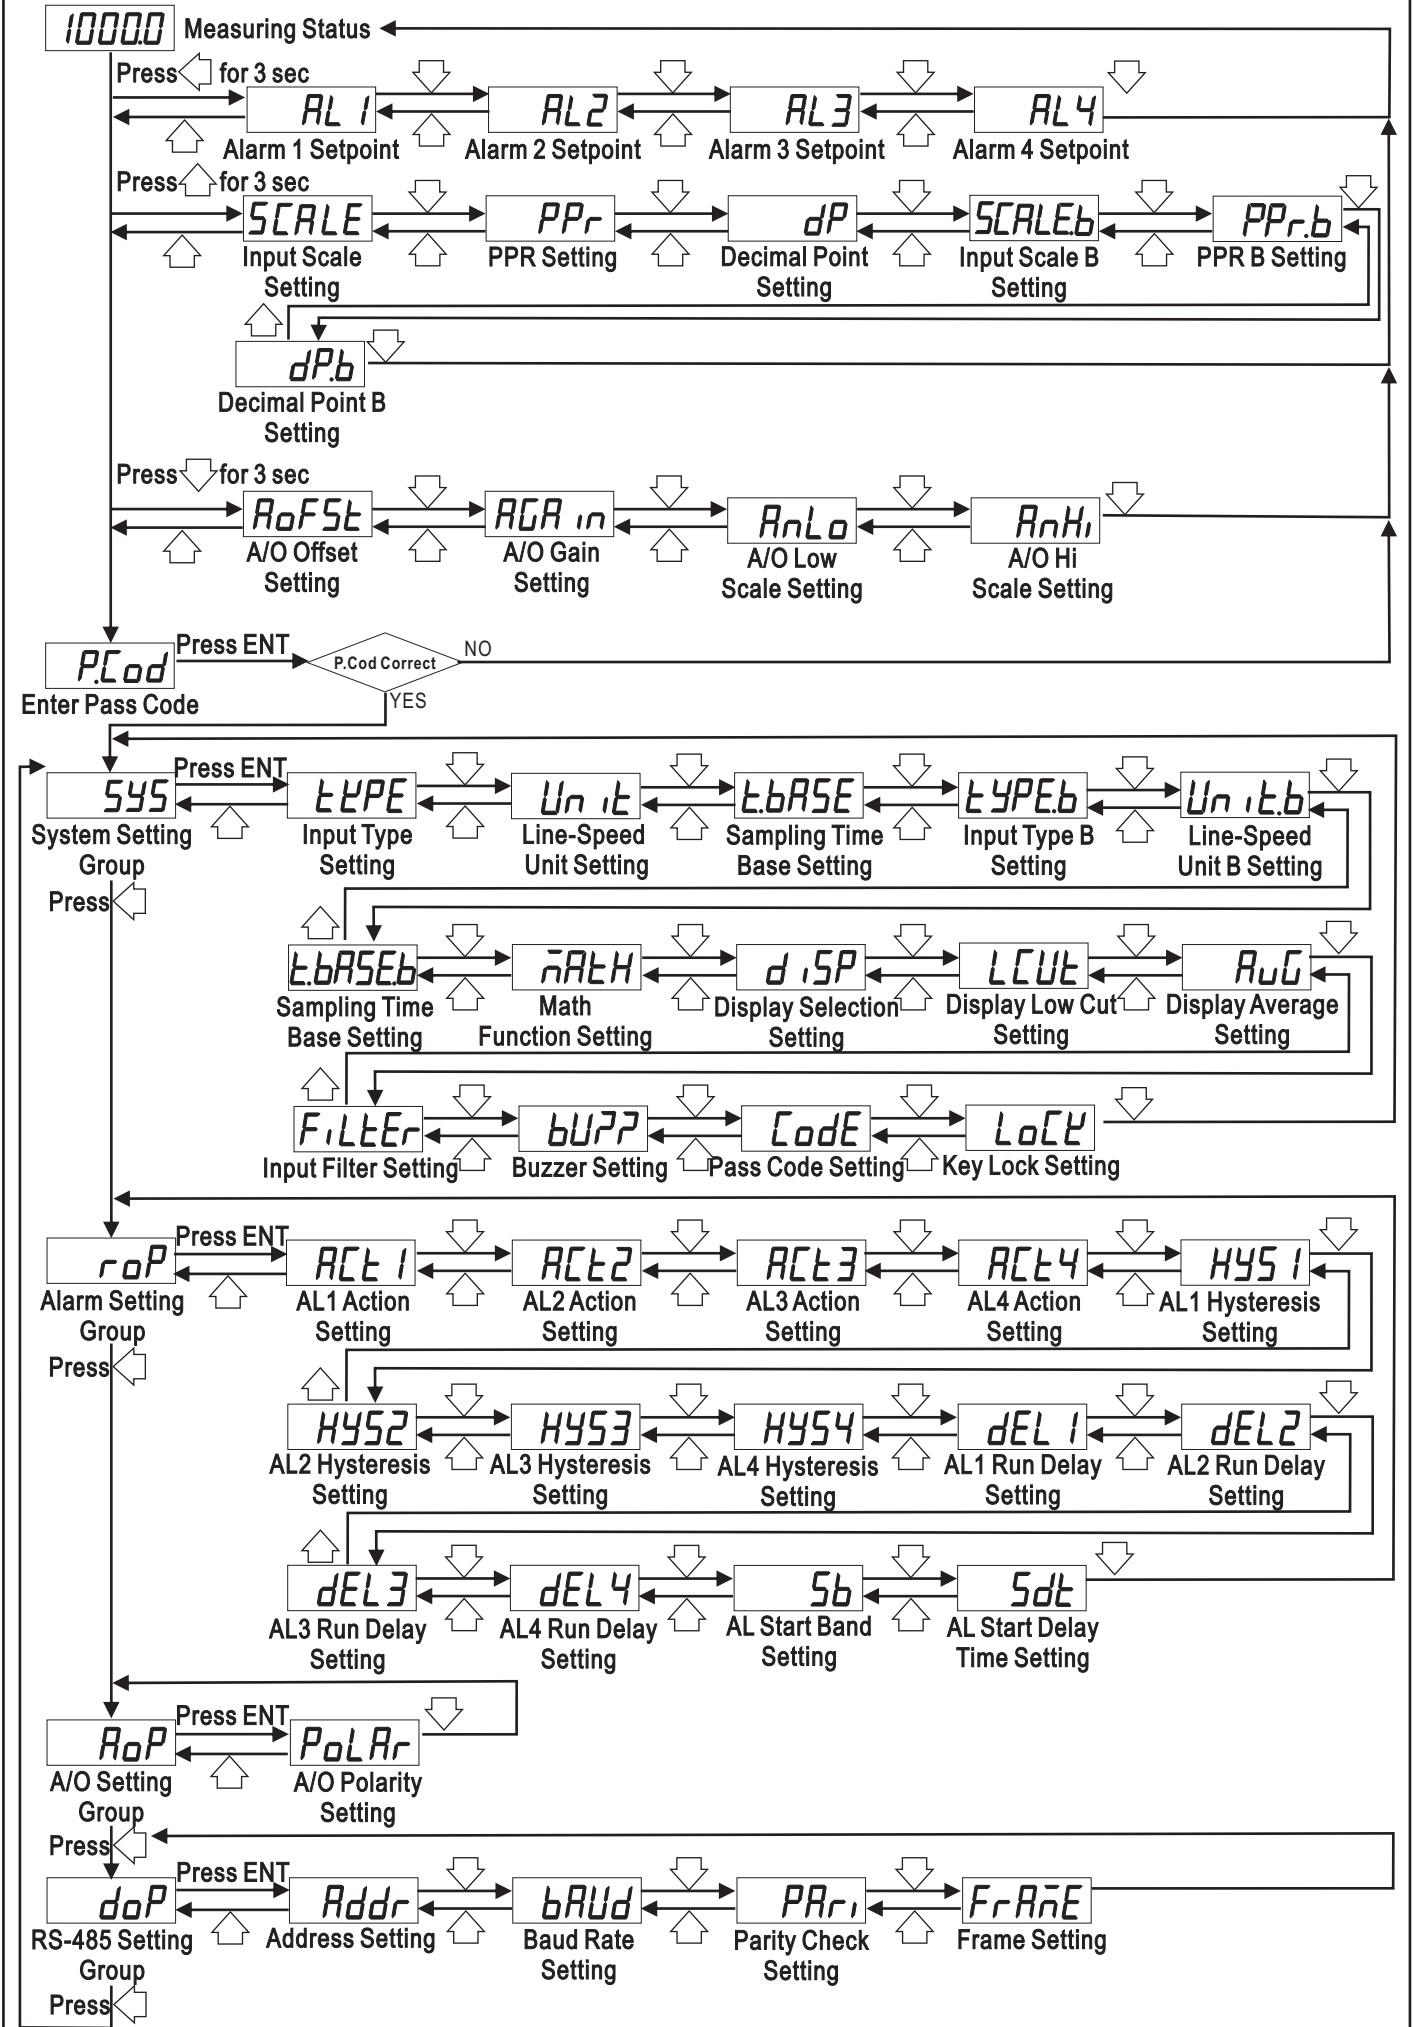 1000.0 Measuring Status
Press for 3 sec
AL1 AL2 AL3 AL4
Alarm 1 Setpoint Alarm 2 Setpoint Alarm 3 Setpoint Alarm 4 Setpoint
Press for 3 sec
SCALE PPr dP SCALE.b PPr.b
Input Scale PPR Setting Decimal Point Input Scale B PPR B Setting
Setting Setting Setting
dP.b
Decimal Point B
Setting
Press for 3 sec
AoFSt AGAin AnLo AnHi
A/O Offset A/O Gain A/O Low A/O Hi
Setting Setting Scale Setting Scale Setting
P.Cod Press ENT P.Cod Correct NO
Enter Pass Code YES
Press ENT
SYS tYPE Unit t.bASE tYPE.b Unit.b
System Setting Input Type Line-Speed Sampling Time Input Type B Line-Speed
Group Setting Unit Setting Base Setting Setting Unit B Setting
Press
t.bASE.b mAtH diSP LCUt AvG
Sampling Time Math Display Selection Display Low Cut Display Average
Base Setting Function Setting Setting Setting Setting
FiLtEr bUZZ CodE LoCK
Input Filter Setting Buzzer Setting Pass Code Setting Key Lock Setting
Press ENT
roP ACt1 ACt2 ACt3 ACt4 HYS1
Alarm Setting AL1 Action AL2 Action AL3 Action AL4 Action AL1 Hysteresis
Group Setting Setting Setting Setting Setting
Press
HYS2 HYS3 HYS4 dEL1 dEL2
AL2 Hysteresis AL3 Hysteresis AL4 Hysteresis AL1 Run Delay AL2 Run Delay
Setting Setting Setting Setting Setting
dEL3 dEL4 Sb Sdt
AL3 Run Delay AL4 Run Delay AL Start Band AL Start Delay
Setting Setting Setting Time Setting
Press ENT
AoP PoLAr
A/O Setting A/O Polarity
Group Setting
Press
Press ENT
doP Addr bAUd PAri FrAmE
RS-485 Setting Address Setting Baud Rate Parity Check Frame Setting
Group Setting Setting
Press